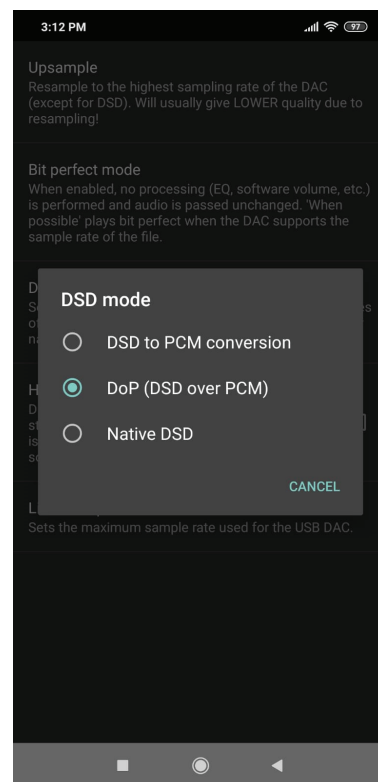 3:12 PM
97
Upsample
Resample to the highest sampling rate of the DAC
(except for DSD). Will usually give LOWER quality due to
resampling!
Bit perfect mode
When enabled, no processing (EQ, software volume, etc.)
is performed and audio is passed unchanged. 'When
possible' plays bit perfect when the DAC supports the
sample rate of the file.
DSD mode
DSD to PCM conversion
DoP (DSD over PCM)
Native DSD
CANCEL
Sets the maximum sample rate used for the USB DAC.